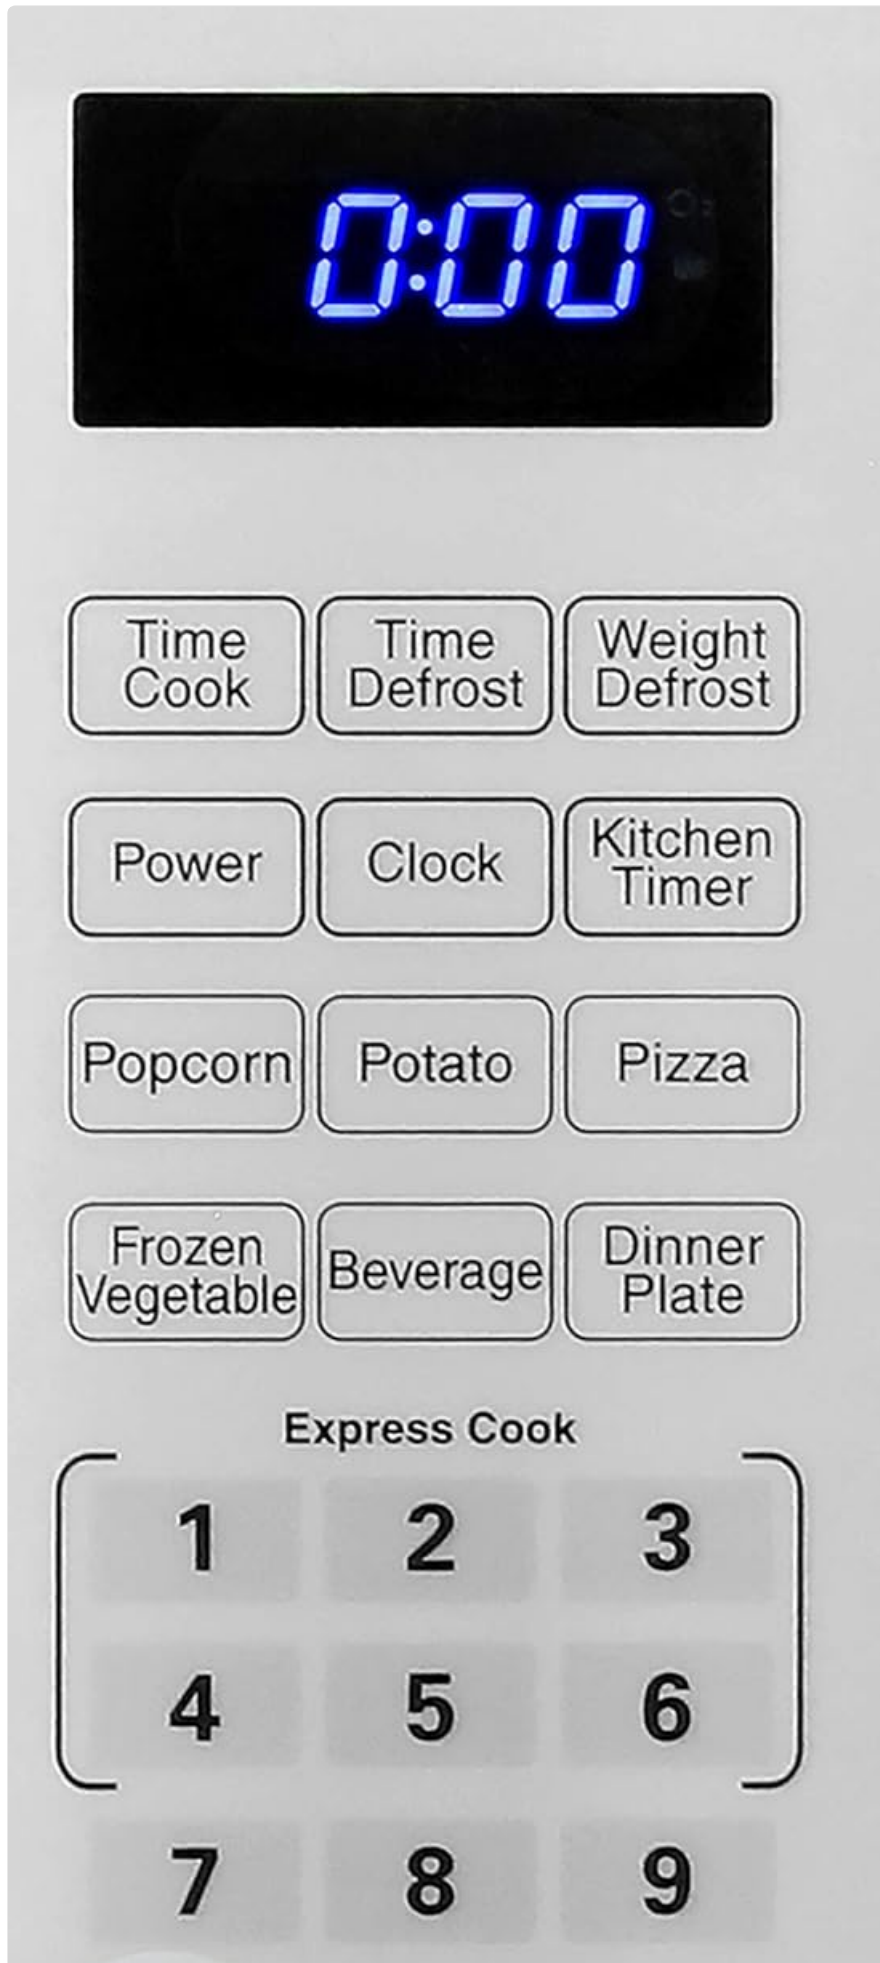 0:00
Time
Cook
Time
Defrost
Weight
Defrost
Power
Clock
Kitchen
Timer
Popcorn
Potato
Pizza
Frozen
Vegetable
Beverage
Dinner
Plate
Express Cook
1 2 3
4 5 6
7 8 9